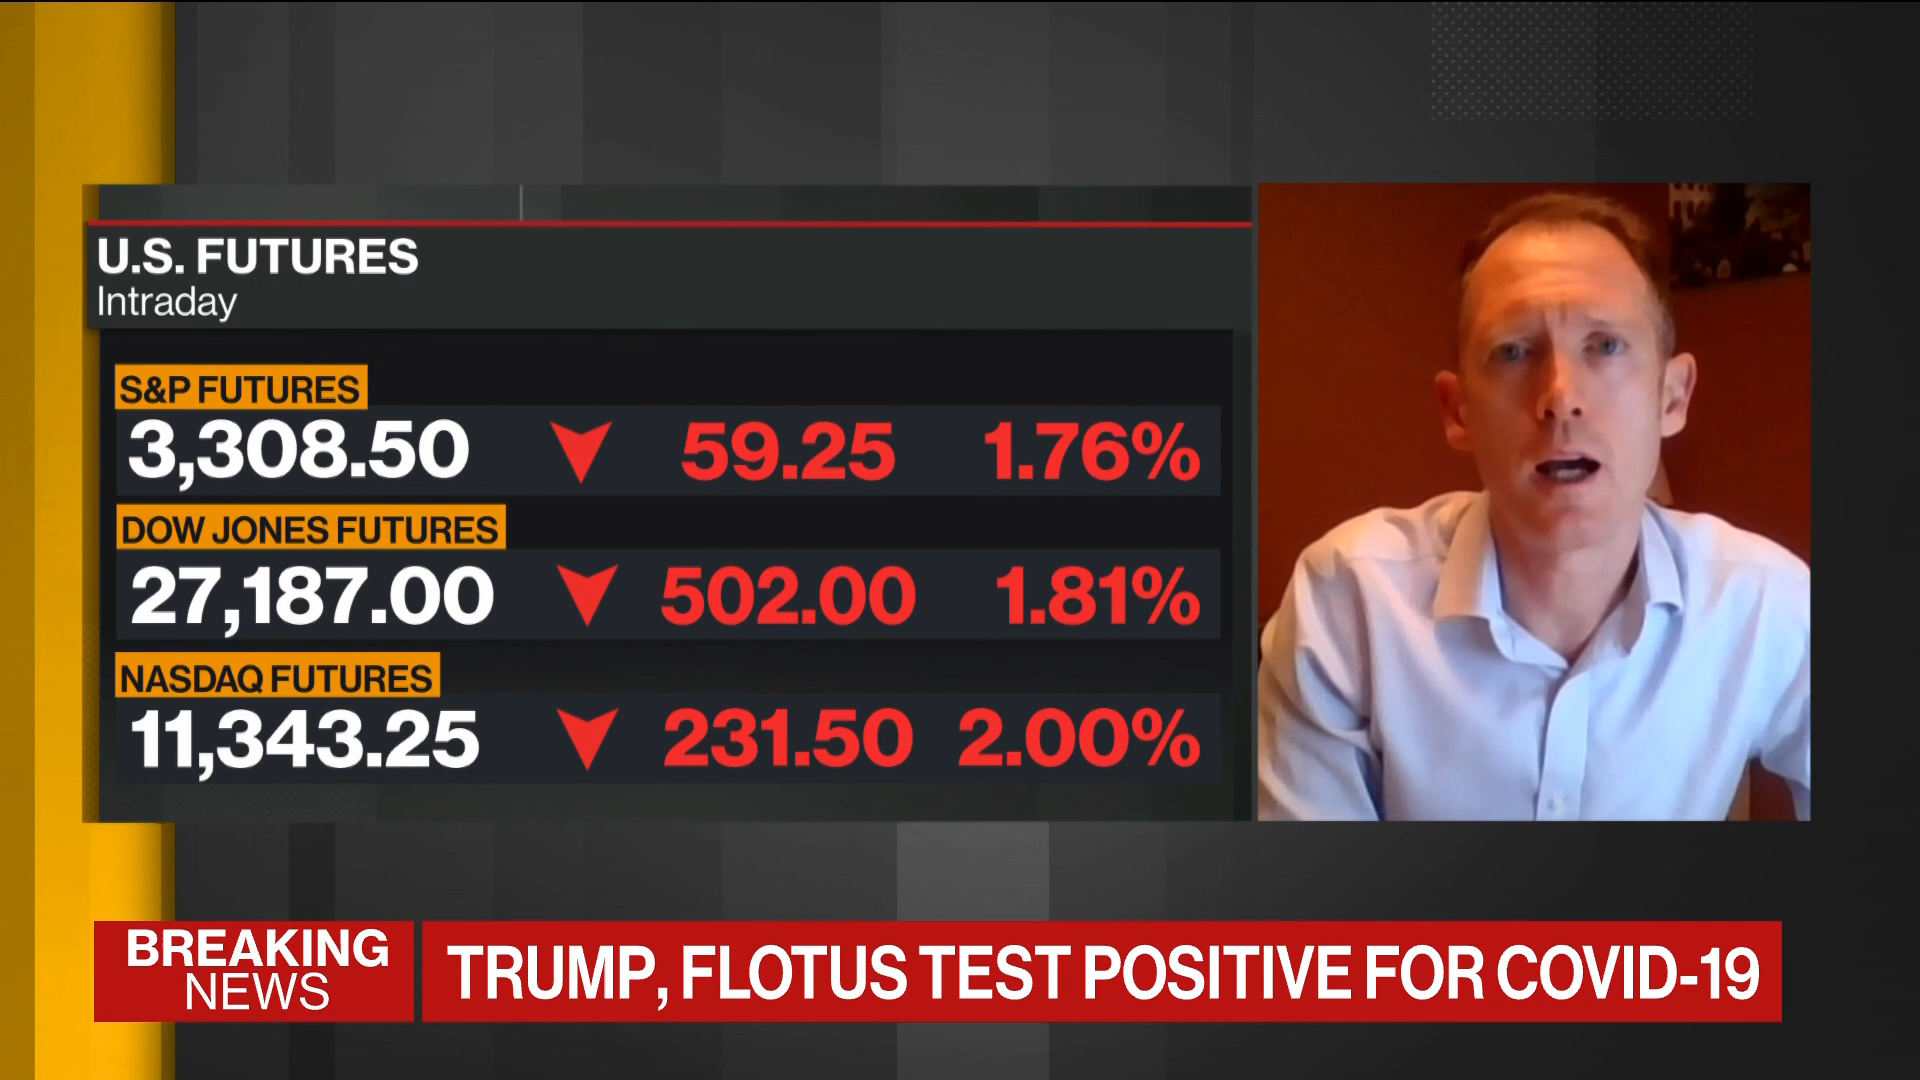 U.S. FUTURES
Intraday
S&P FUTURES
3,308.50 59.25 1.76%
DOW JONES FUTURES
27,187.00 502.00 1.81%
NASDAQ FUTURES
11,343.25 231.50 2.00%
BREAKING
NEWS
TRUMP, FLOTUS TEST POSITIVE FOR COVID-19